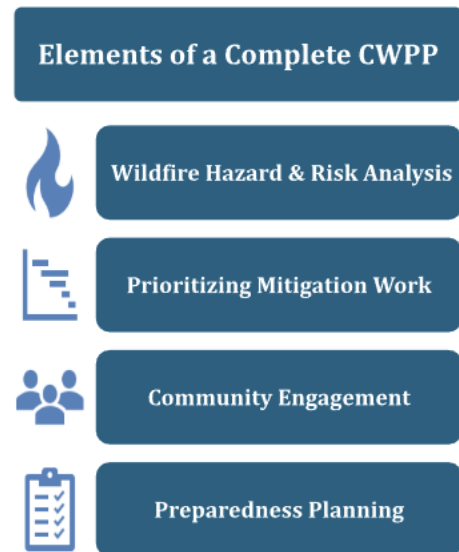 Elements of a Complete CWPP
Wildfire Hazard & Risk Analysis
Prioritizing Mitigation Work
Community Engagement
Preparedness Planning